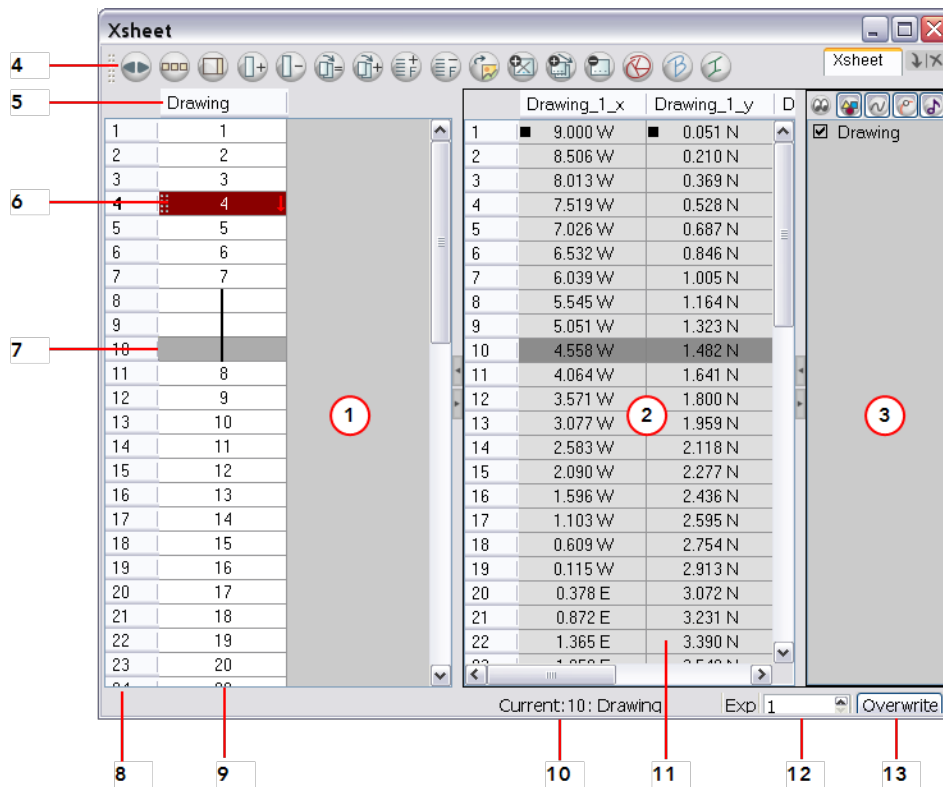 Xsheet
4
Xsheet
5
Drawing
Drawing_1_x Drawing_1_y D
Drawing
1 1
2 2
3 3
6
4 4
5 5
6 6
7 7
8
9
7
10
11 8
12 9
13 10
14 11
15 12
16 13
17 14
18 15
19 16
20 17
21 18
22 19
23 20
1
1 9.000 W 0.051 N
2 8.506 W 0.210 N
3 8.013 W 0.369 N
4 7.519 W 0.528 N
5 7.026 W 0.687 N
6 6.532 W 0.846 N
7 6.039 W 1.005 N
8 5.545 W 1.164 N
9 5.051 W 1.323 N
10 4.558 W 1.482 N
11 4.064 W 1.641 N
12 3.571 W 1.800 N
13 3.077 W 1.959 N
14 2.583 W 2.118 N
15 2.090 W 2.277 N
16 1.596 W 2.436 N
17 1.103 W 2.595 N
18 0.609 W 2.754 N
19 0.115 W 2.913 N
20 0.378 E 3.072 N
21 0.872 E 3.231 N
22 1.365 E 3.390 N
2
3
Current: 10: Drawing Exp 1 Overwrite
8 9 10 11 12 13